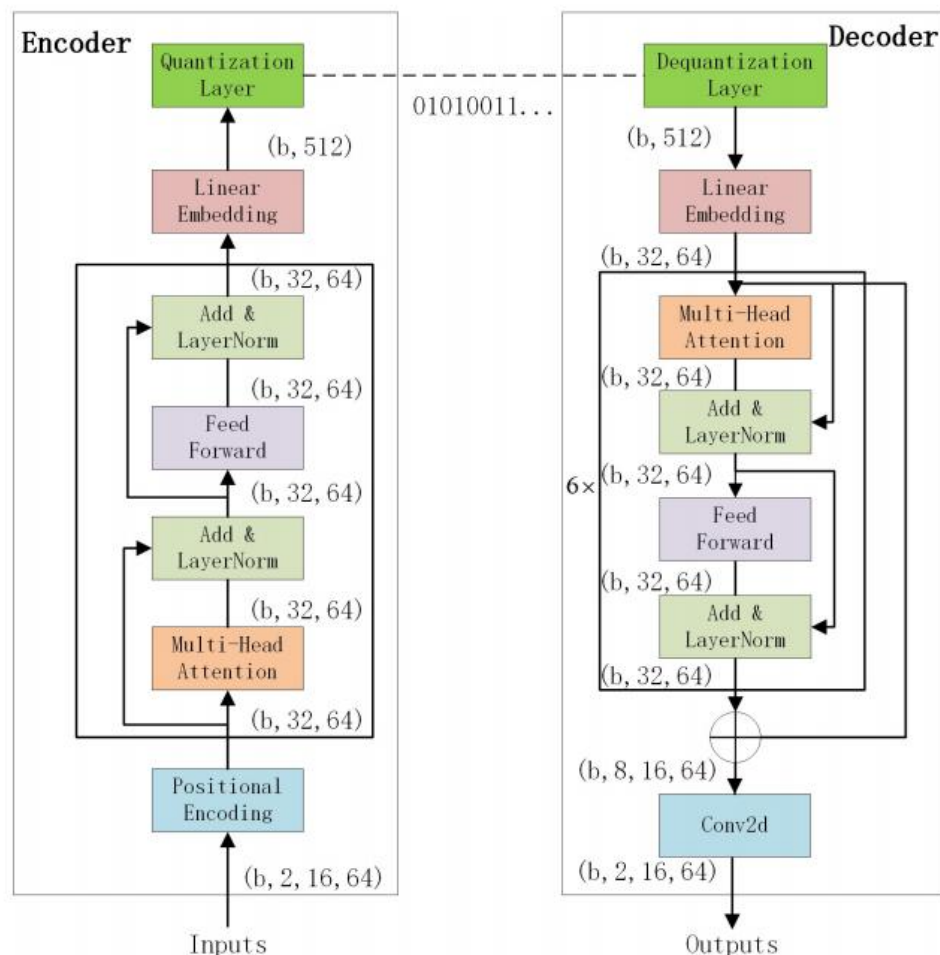 Encoder
Quantization
Layer
(b, 512)
Linear
Embedding
(b, 32, 64)
Add &
LayerNorm
(b, 32, 64)
Feed
Forward
(b, 32, 64)
Add &
LayerNorm
(b, 32, 64)
Multi-Head
Attention
(b, 32, 64)
Positional
Encoding
(b, 2, 16, 64)
Inputs
01010011...
Decoder
Dequantization
Layer
(b, 512)
Linear
Embedding
(b, 32, 64)
Multi-Head
Attention
(b, 32, 64)
Add &
LayerNorm
6×
(b, 32, 64)
Feed
Forward
(b, 32, 64)
Add &
LayerNorm
(b, 32, 64)
(b, 8, 16, 64)
Conv2d
(b, 2, 16, 64)
Outputs